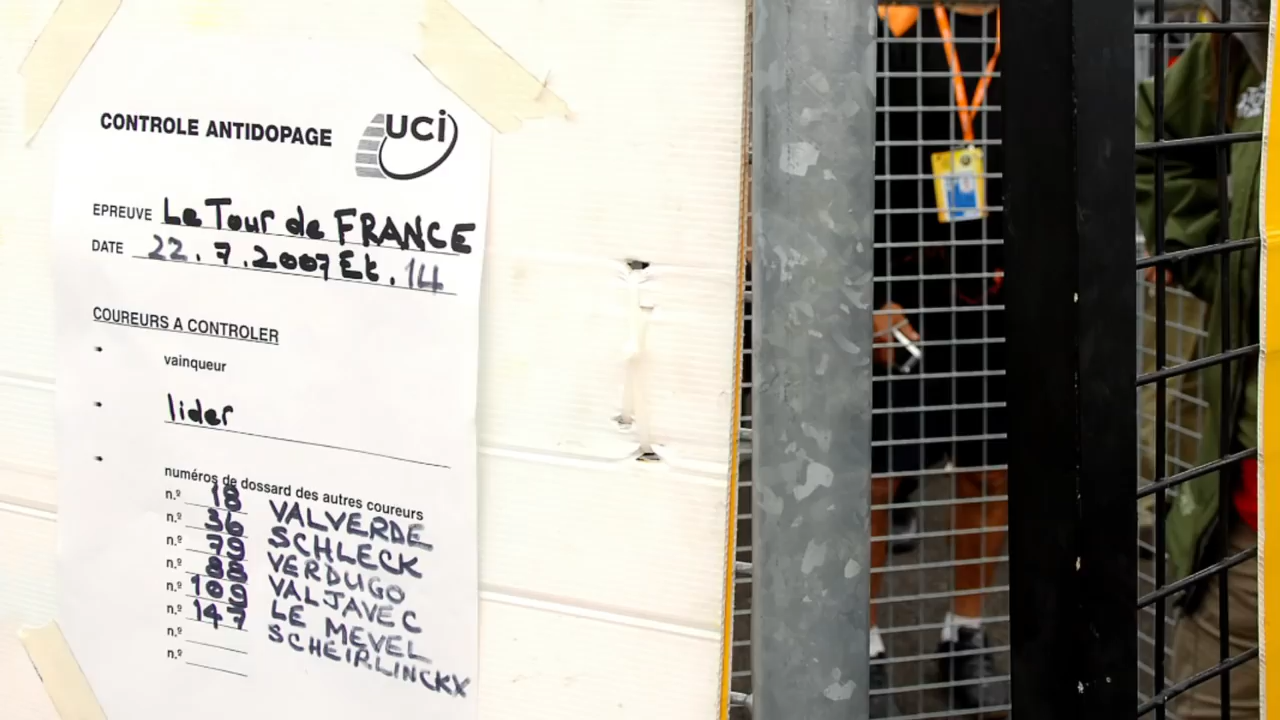 CONTROLE ANTIDOPAGE
UCi
EPREUVE Le Tour de FRANCE
DATE 22.7.2007 Et.14
COUREURS A CONTROLER
vainqueur
lider
numéros de dossard des autres coureurs
n.º 18 VALVERDE
n.º 36 SCHLECK
n.º 79 VERDUGO
n.º 88 VALJAVEC
n.º 109 LE MEVEL
n.º 147 SCHEIRLINCKX
n.º
n.º